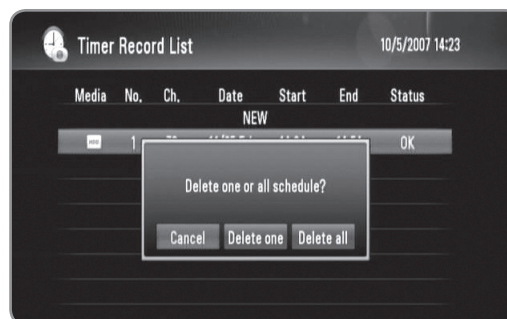 Timer Record List 10/5/2007 14:23
Media No. Ch. Date Start End Status
NEW
HDD 1 OK
Delete one or all schedule?
Cancel Delete one Delete all